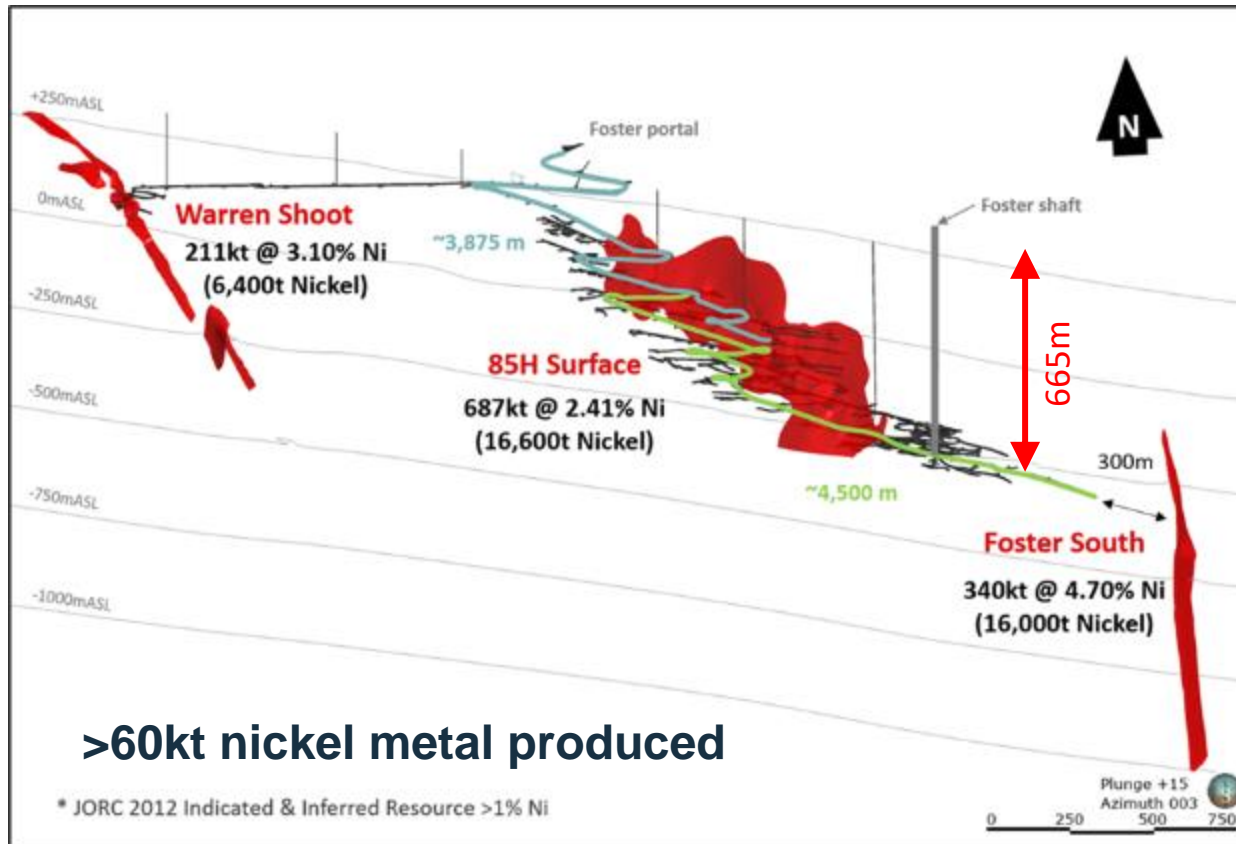 +250mASL
Foster portal
N
0mASL
Warren Shoot
211kt @ 3.10% Ni
(6,400t Nickel)
~3,875 m
Foster shaft
-250mASL
665m
85H Surface
687kt @ 2.41% Ni
(16,600t Nickel)
-500mASL
300m
~4,500 m
-750mASL
Foster South
340kt @ 4.70% Ni
(16,000t Nickel)
-1000mASL
>60kt nickel metal produced
* JORC 2012 Indicated & Inferred Resource >1% Ni
Plunge +15
Azimuth 003
0 250 500 750